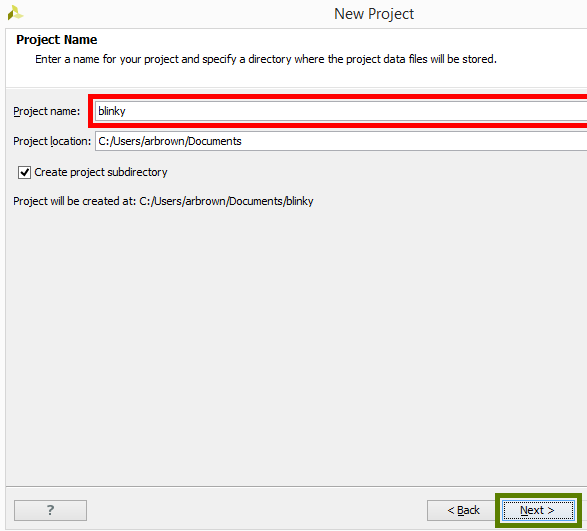 New Project
Project Name
Enter a name for your project and specify a directory where the project data files will be stored.
Project name: blinky
Project location: C:/Users/arbrown/Documents
Create project subdirectory
Project will be created at: C:/Users/arbrown/Documents/blinky
? < Back Next >